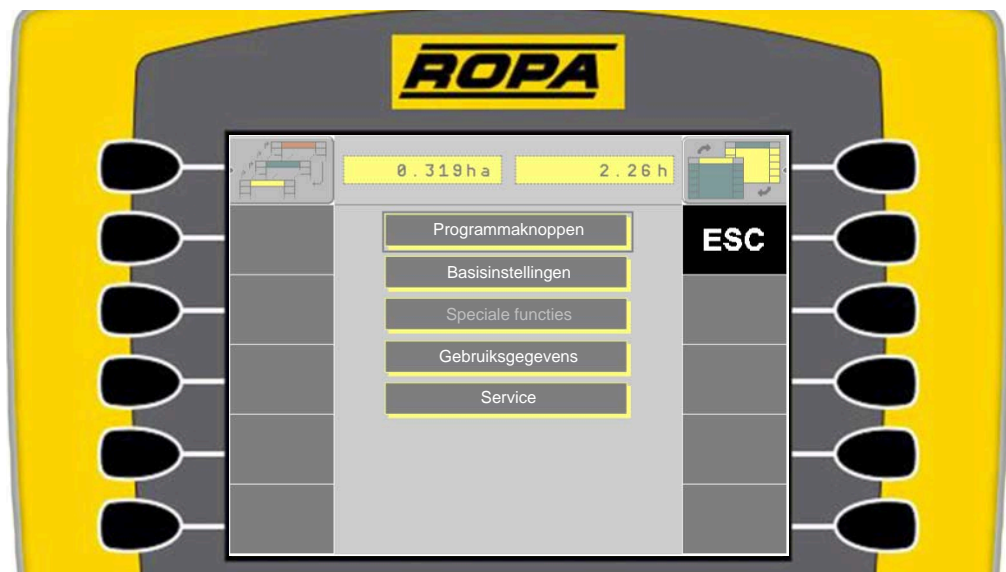 ROPA
0.319ha 2.26h
Programmaknoppen
ESC
Basisinstellingen
Speciale functies
Gebruiksgegevens
Service